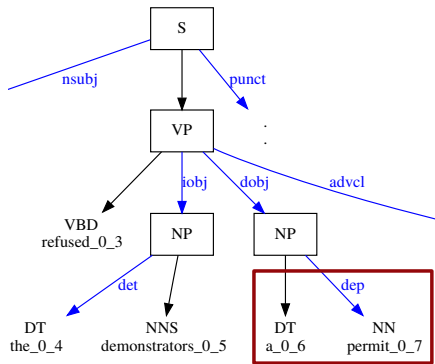 S
nsubj
punct
VP
.
.
iobj
dobj
advcl
VBD
refused_0_3
NP
NP
det
dep
DT
the_0_4
NNS
demonstrators_0_5
DT
a_0_6
NN
permit_0_7